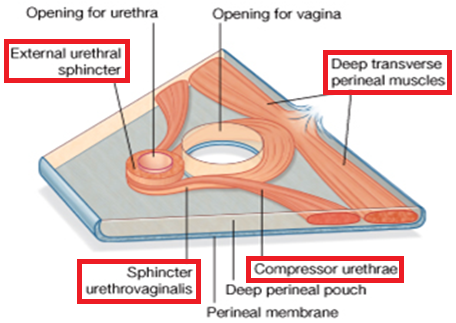 Opening for urethra
Opening for vagina
External urethral
sphincter
Deep transverse
perineal muscles
Sphincter
urethrovaginalis
Compressor urethrae
Deep perineal pouch
Perineal membrane